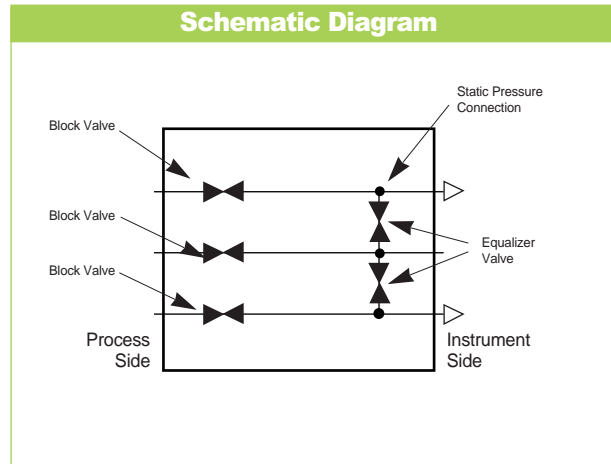 Schematic Diagram
Static Pressure
Connection
Block Valve
Block Valve
Equalizer
Valve
Block Valve
Process
Side
Instrument
Side